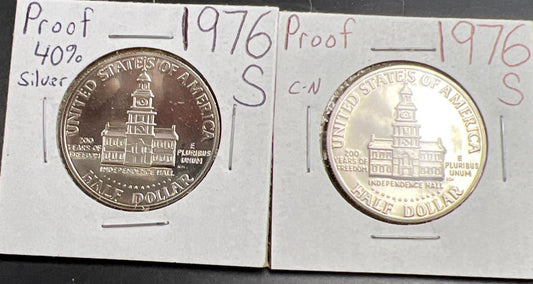 Proof
40%
Silver
1976
S
UNITED STATES OF AMERICA
200
YEARS OF
FREEDOM
E
PLURIBUS
UNUM
INDEPENDENCE HALL
HALF DOLLAR
Proof
C-N
1976
S
UNITED STATES OF AMERICA
200
YEARS OF
FREEDOM
E
PLURIBUS
UNUM
INDEPENDENCE HALL
HALF DOLLAR